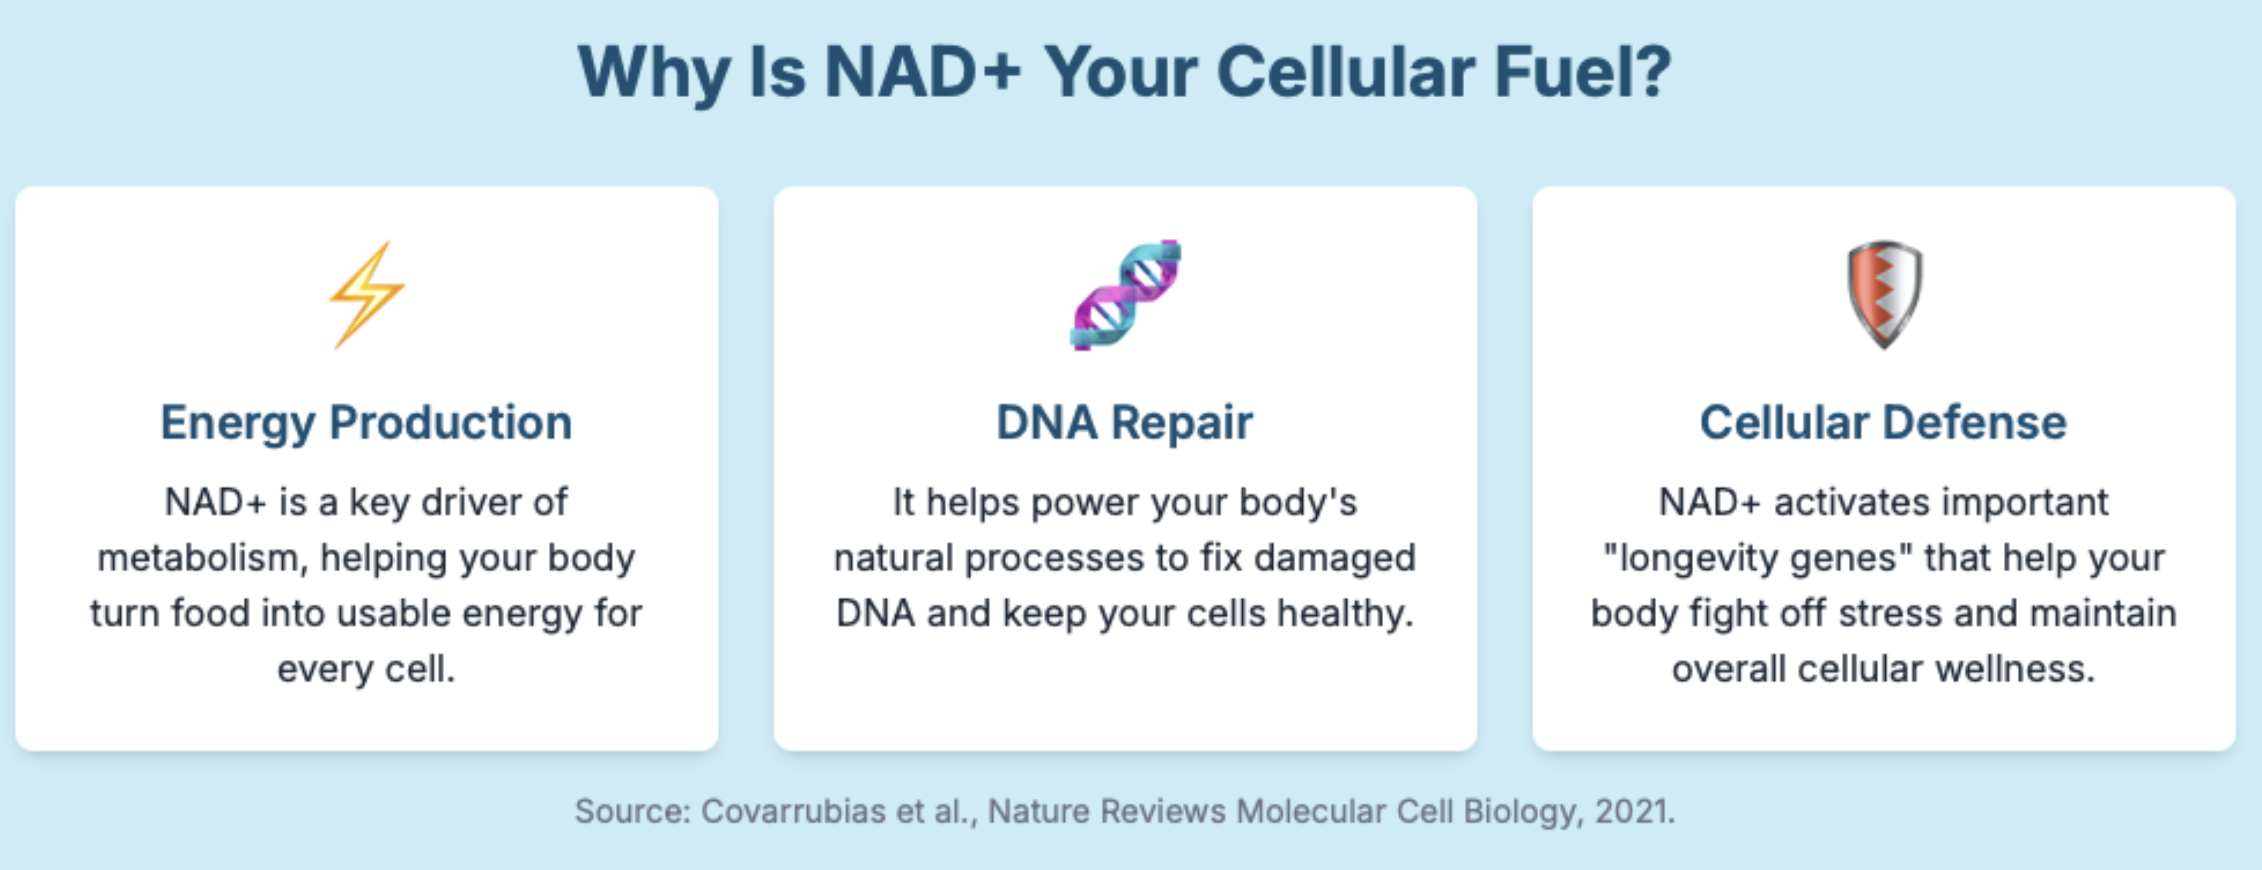 Why Is NAD+ Your Cellular Fuel?
Energy Production
NAD+ is a key driver of
metabolism, helping your body
turn food into usable energy for
every cell.
DNA Repair
It helps power your body's
natural processes to fix damaged
DNA and keep your cells healthy.
Cellular Defense
NAD+ activates important
"longevity genes" that help your
body fight off stress and maintain
overall cellular wellness.
Source: Covarrubias et al., Nature Reviews Molecular Cell Biology, 2021.